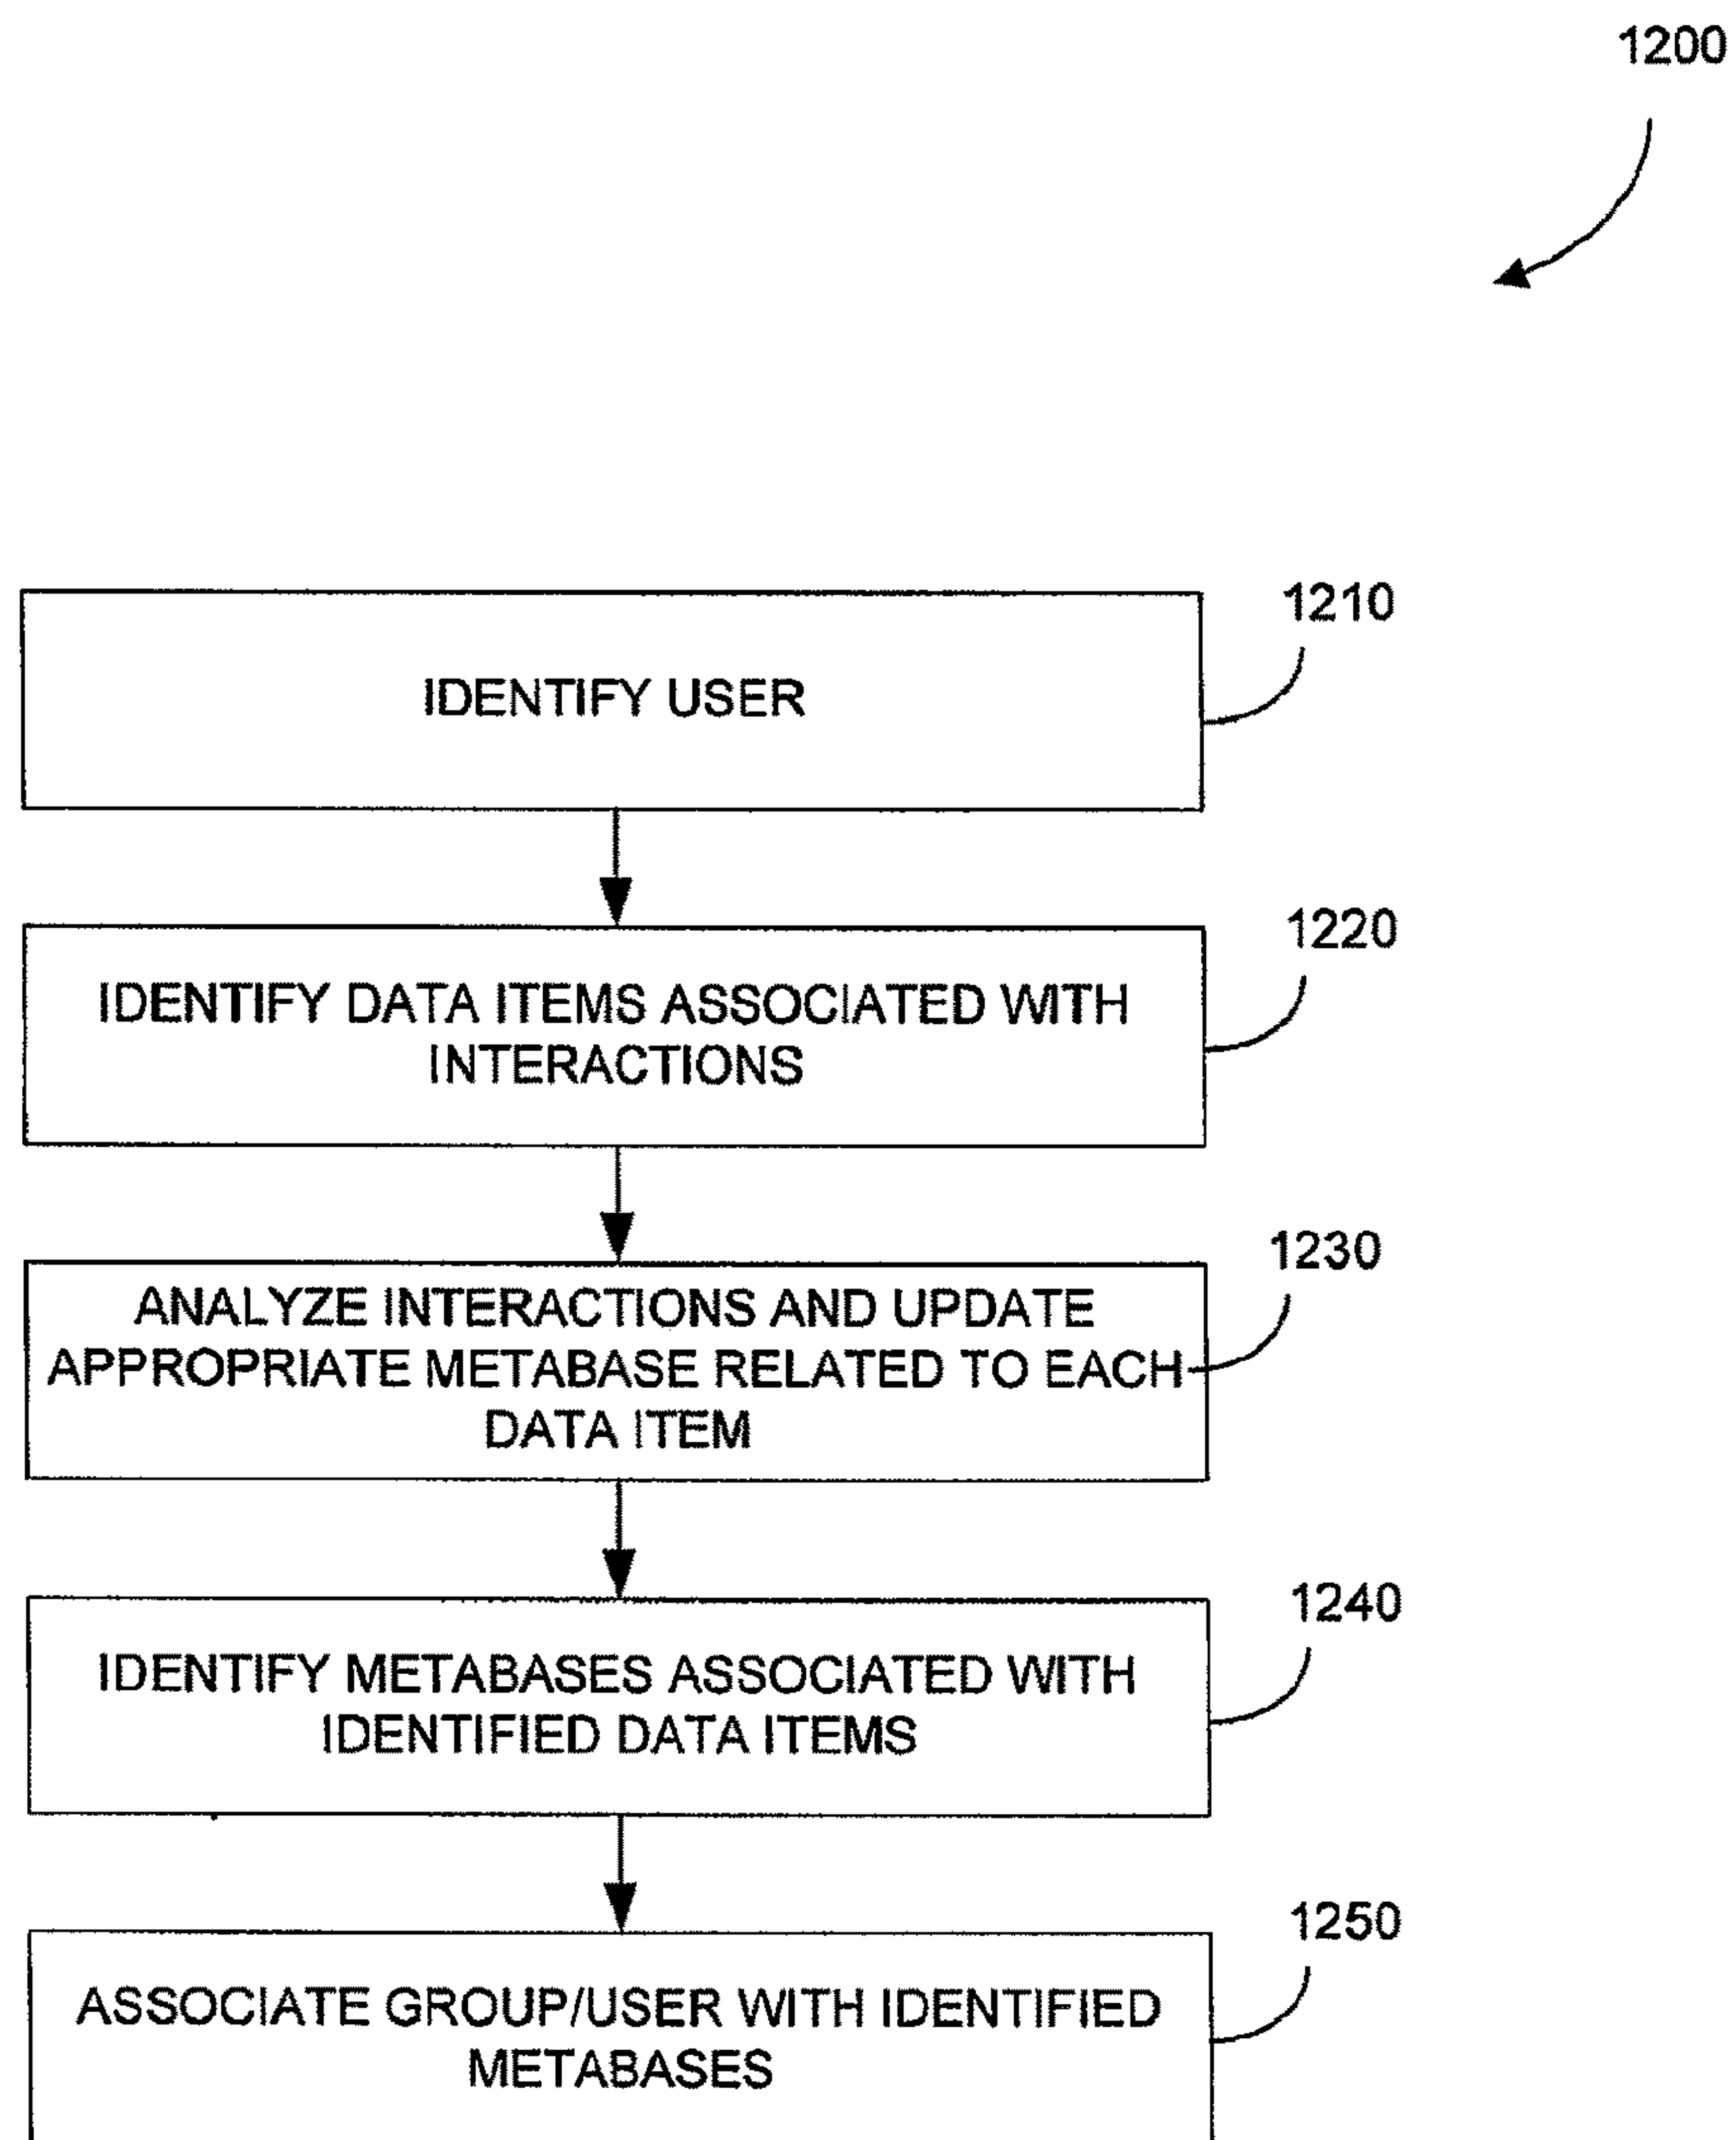 1200
1210
IDENTIFY USER
1220
IDENTIFY DATA ITEMS ASSOCIATED WITH
INTERACTIONS
1230
ANALYZE INTERACTIONS AND UPDATE
APPROPRIATE METABASE RELATED TO EACH
DATA ITEM
1240
IDENTIFY METABASES ASSOCIATED WITH
IDENTIFIED DATA ITEMS
1250
ASSOCIATE GROUP/USER WITH IDENTIFIED
METABASES